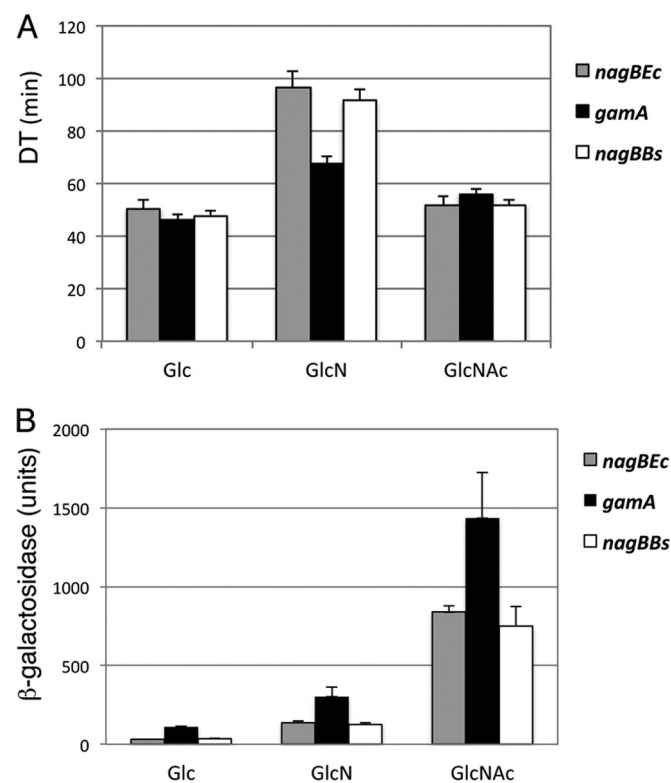 A
DT (min)
120
100
80
60
40
20
0
Glc GlcN GlcNAc
nagBEc
gamA
nagBBs
B
β-galactosidase (units)
2000
1500
1000
500
0
Glc GlcN GlcNAc
nagBEc
gamA
nagBBs